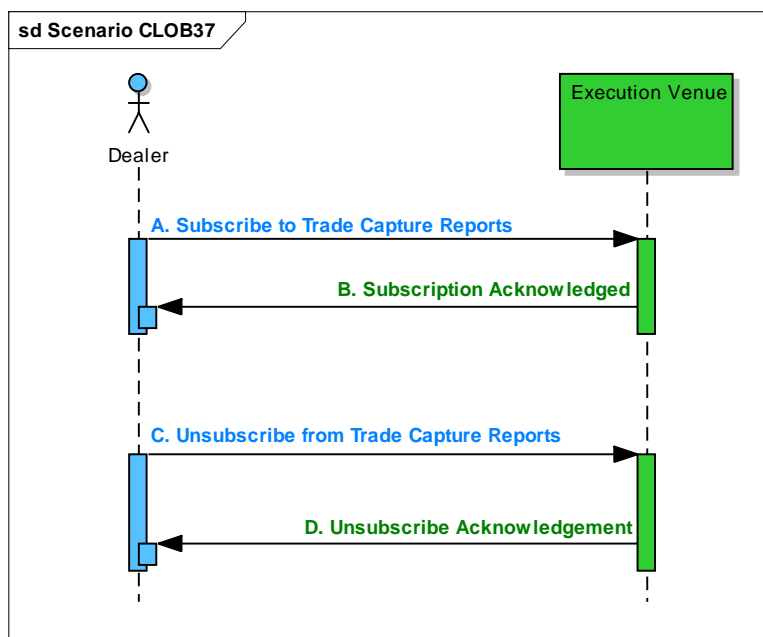 sd Scenario CLOB37
Execution Venue
Dealer
A. Subscribe to Trade Capture Reports
B. Subscription Acknowledged
C. Unsubscribe from Trade Capture Reports
D. Unsubscribe Acknowledgement